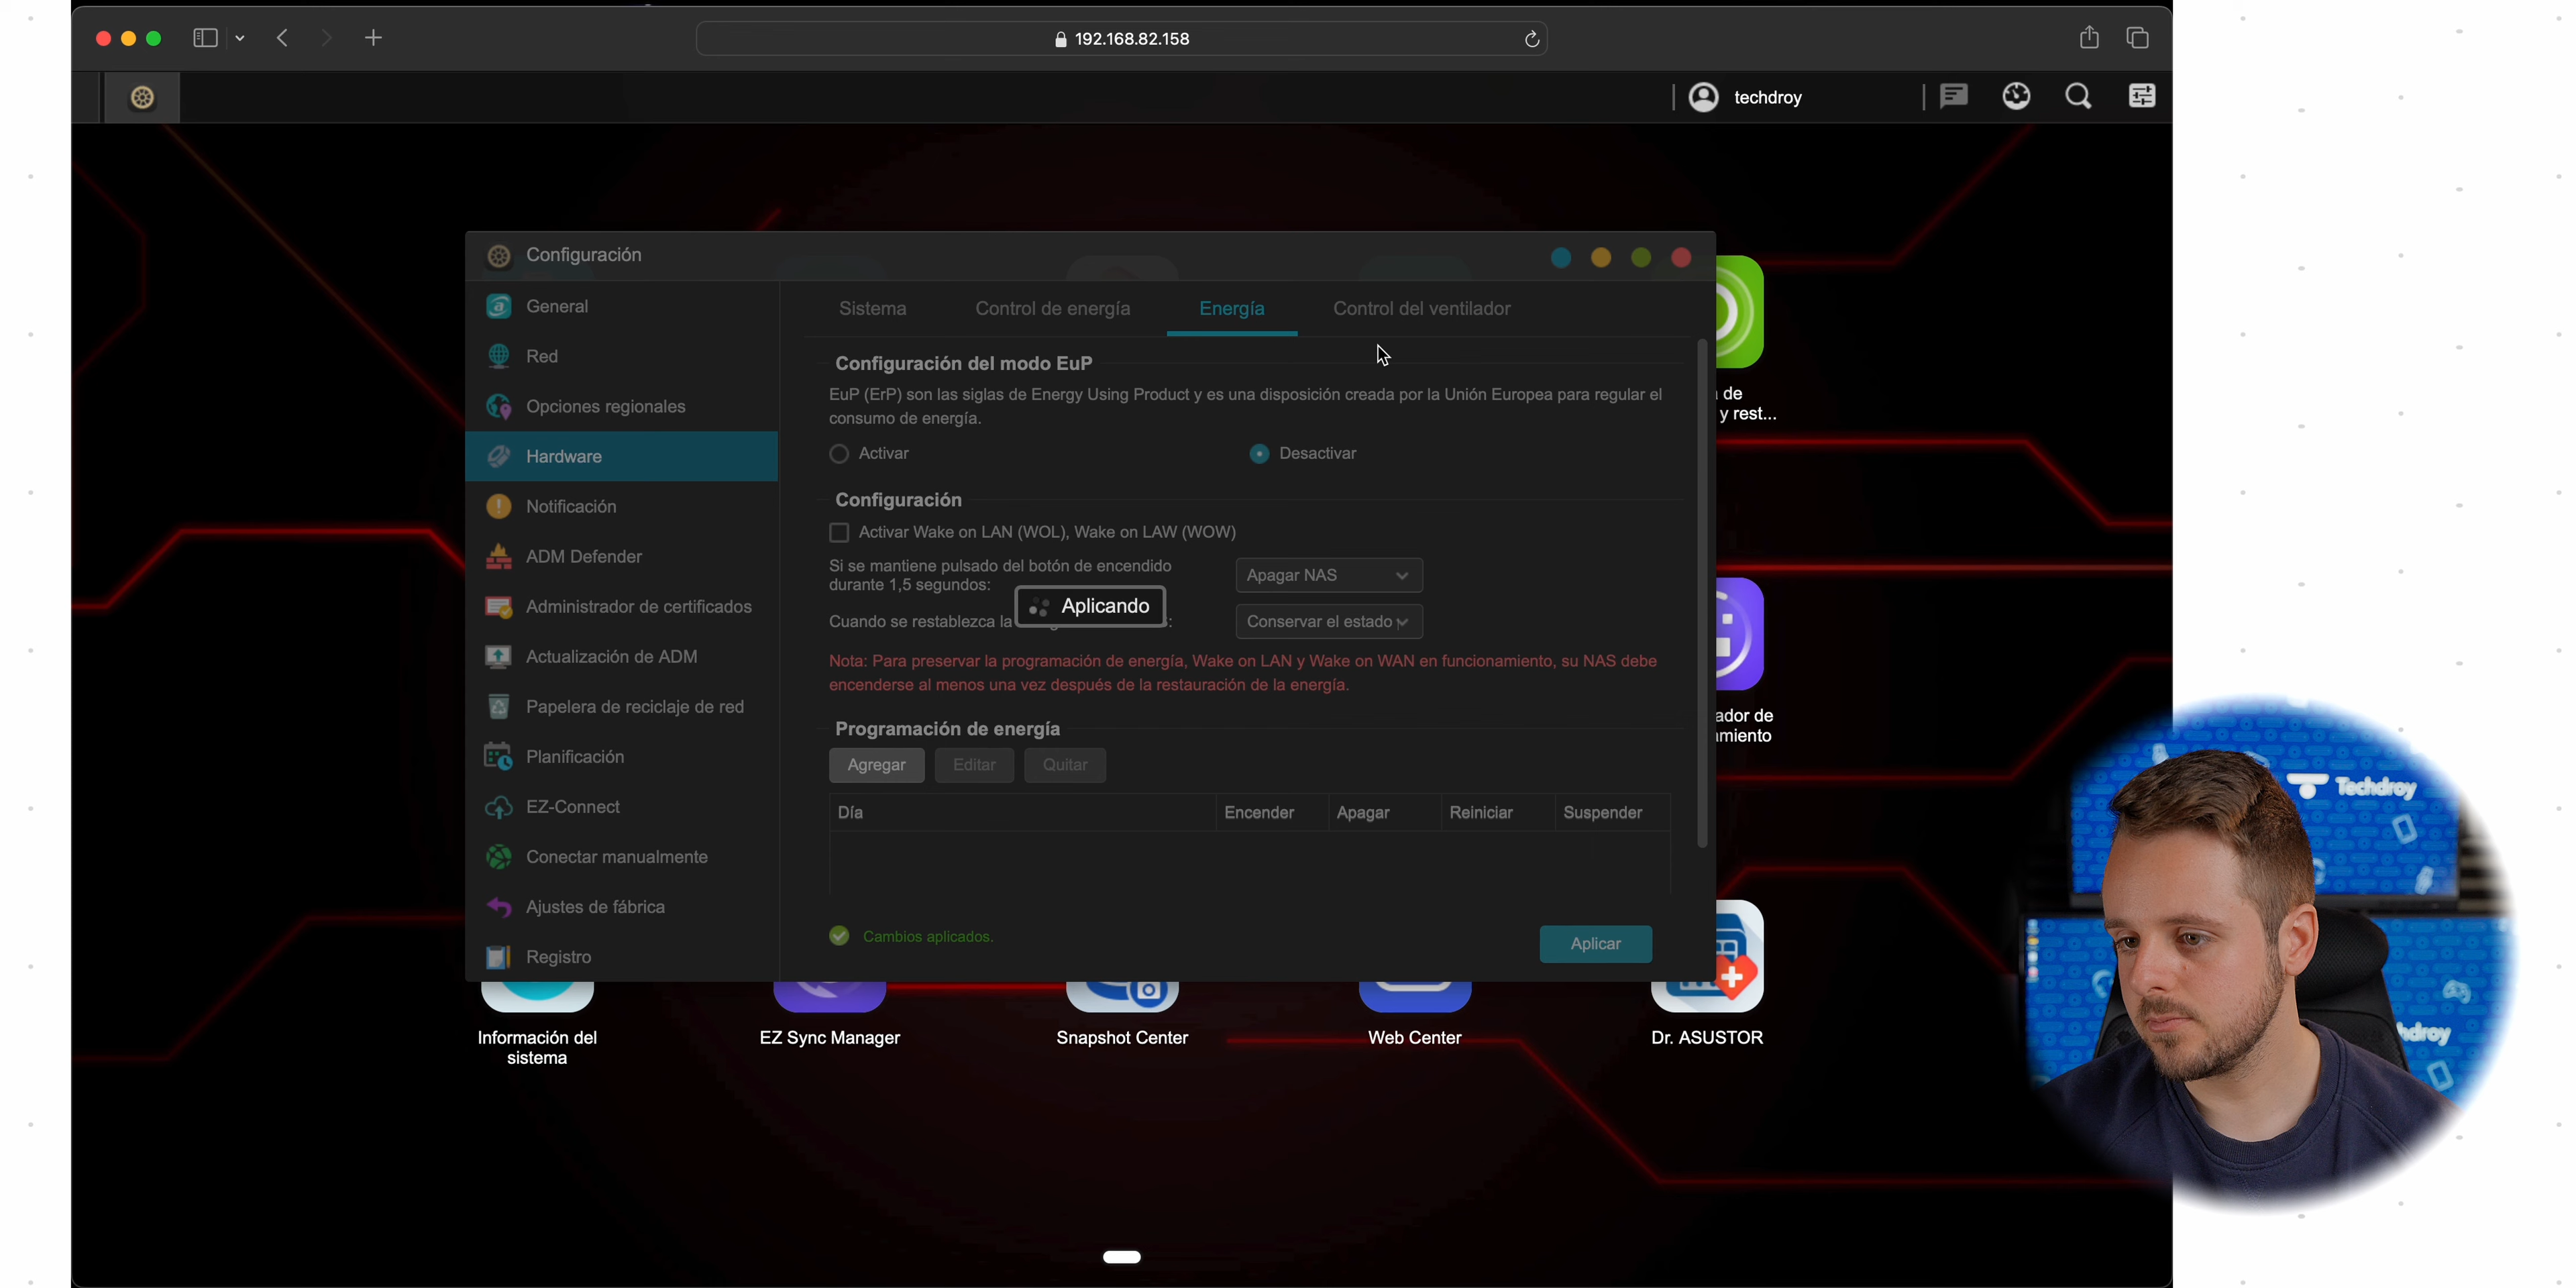 192.168.82.158
techdroy
Configuración
General
Red
Opciones regionales
Hardware
Notificación
ADM Defender
Administrador de certificados
Actualización de ADM
Papelera de reciclaje de red
Planificación
EZ-Connect
Conectar manualmente
Ajustes de fábrica
Registro
Sistema
Control de energía
Energía
Control del ventilador
Configuración del modo EuP
EuP (ErP) son las siglas de Energy Using Product y es una disposición creada por la Unión Europea para regular el
consumo de energía.
Activar
Desactivar
Configuración
Activar Wake on LAN (WOL), Wake on LAW (WOW)
Si se mantiene pulsado del botón de encendido
durante 1,5 segundos:
Apagar NAS
Aplicando
Cuando se restablezca la
Conservar el estado
Nota: Para preservar la programación de energía, Wake on LAN y Wake on WAN en funcionamiento, su NAS debe
encenderse al menos una vez después de la restauración de la energía.
Programación de energía
Agregar
Editar
Quitar
Día
Encender
Apagar
Reiniciar
Suspender
Cambios aplicados.
Aplicar
de
y rest...
ador de
miento
Información del
sistema
EZ Sync Manager
Snapshot Center
Web Center
Dr. ASUSTOR
Techdroy
hdroy